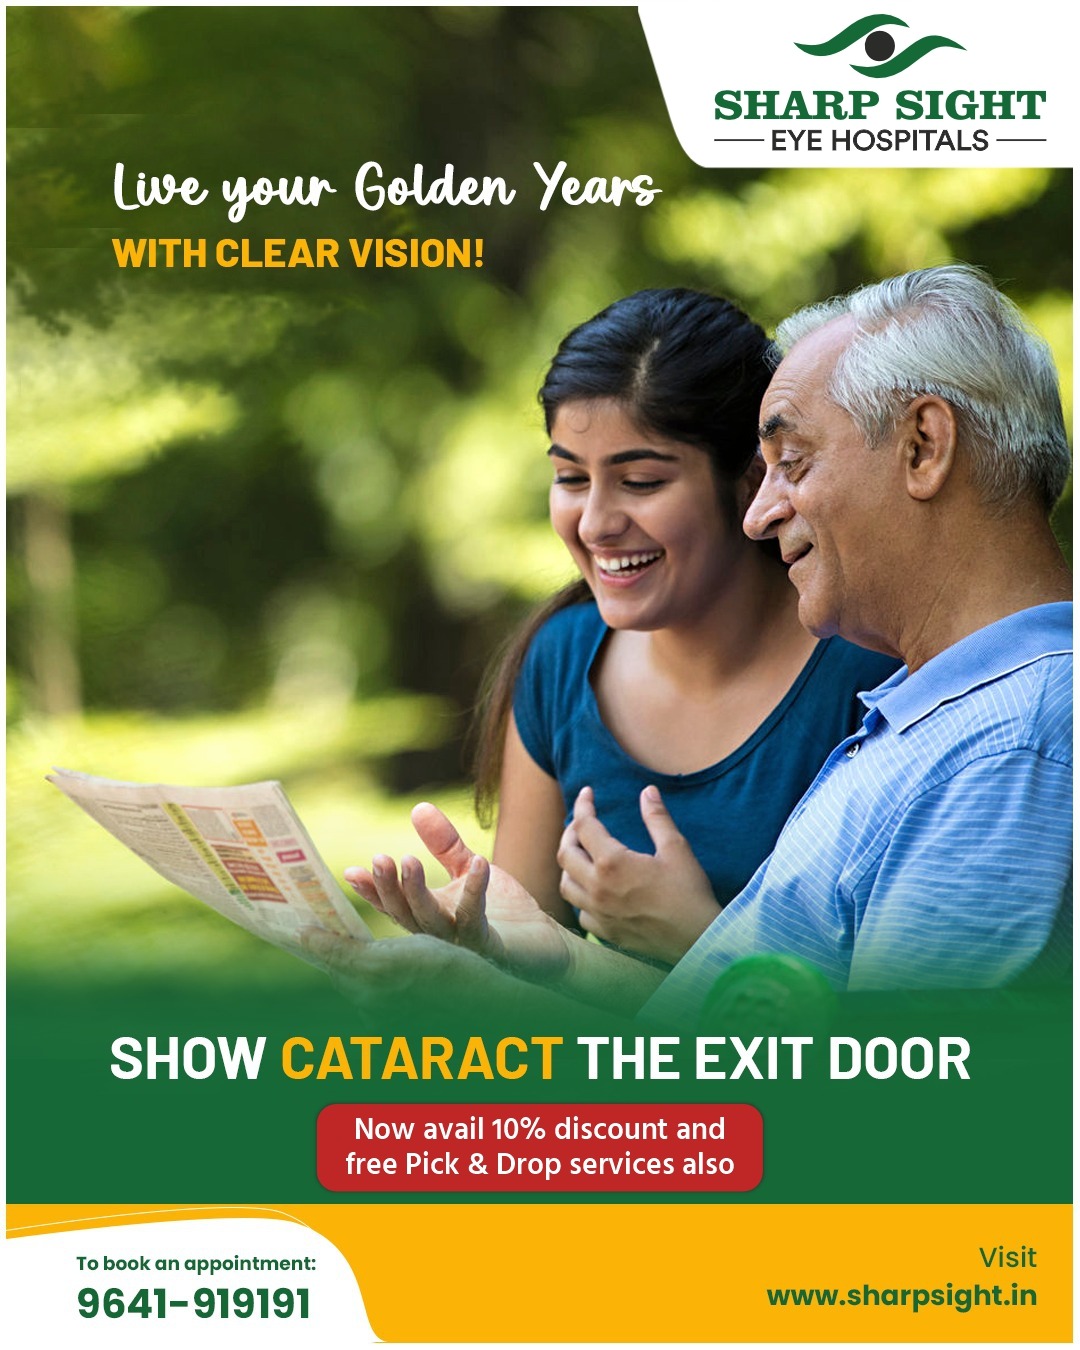 SHARP SIGHT
EYE HOSPITALS
Live your Golden Years
WITH CLEAR VISION!
SHOW CATARACT THE EXIT DOOR
Now avail 10% discount and
free Pick & Drop services also
To book an appointment:
9641-919191
Visit
www.sharpsight.in